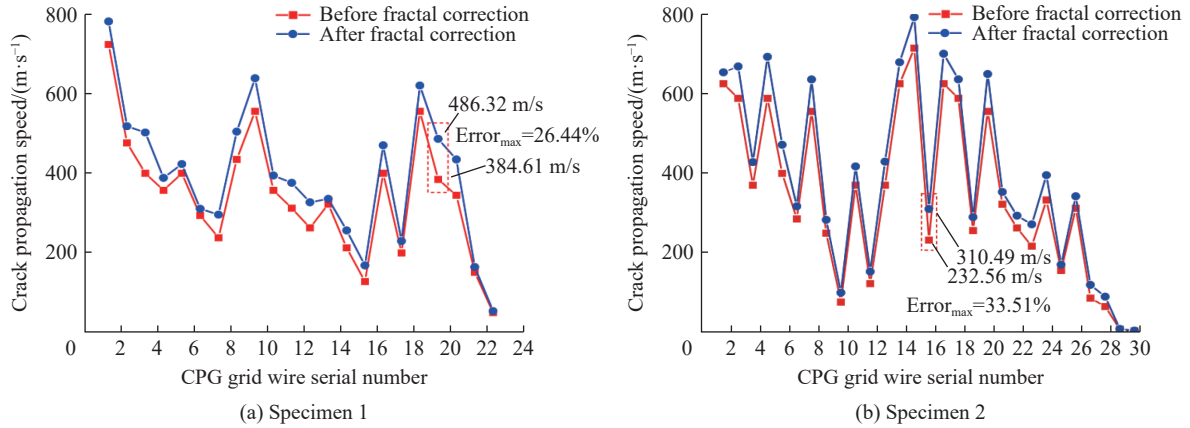 Before fractal correction
After fractal correction
800
600
400
200
0
Crack propagation speed/(m·s⁻¹)
486.32 m/s
Error_max=26.44%
384.61 m/s
2 4 6 8 10 12 14 16 18 20 22 24
CPG grid wire serial number
(a) Specimen 1
Before fractal correction
After fractal correction
800
600
400
200
0
Crack propagation speed/(m·s⁻¹)
310.49 m/s
232.56 m/s
Error_max=33.51%
2 4 6 8 10 12 14 16 18 20 22 24 26 28 30
CPG grid wire serial number
(b) Specimen 2